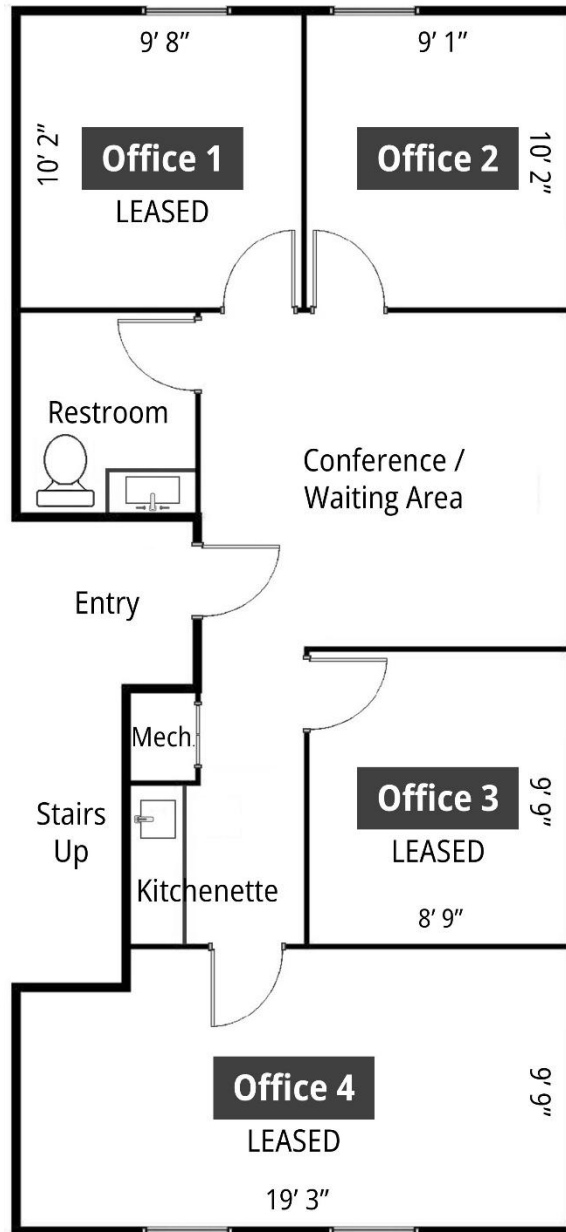 9’ 8”
9’ 1”
10’ 2”
Office 1
LEASED
Office 2
10’ 2”
Restroom
Conference /
Waiting Area
Entry
Mech.
Stairs
Up
Kitchenette
Office 3
LEASED
9’ 9”
8’ 9”
Office 4
LEASED
9’ 9”
19’ 3”